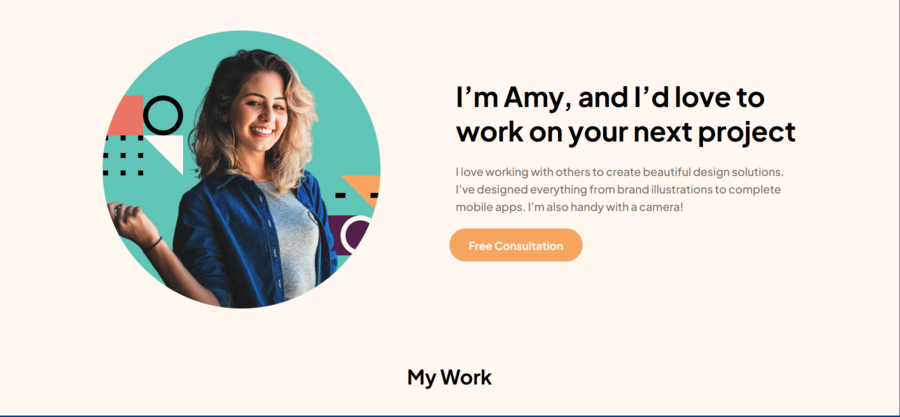 I’m Amy, and I’d love to
work on your next project
I love working with others to create beautiful design solutions.
I’ve designed everything from brand illustrations to complete
mobile apps. I’m also handy with a camera!
Free Consultation
My Work